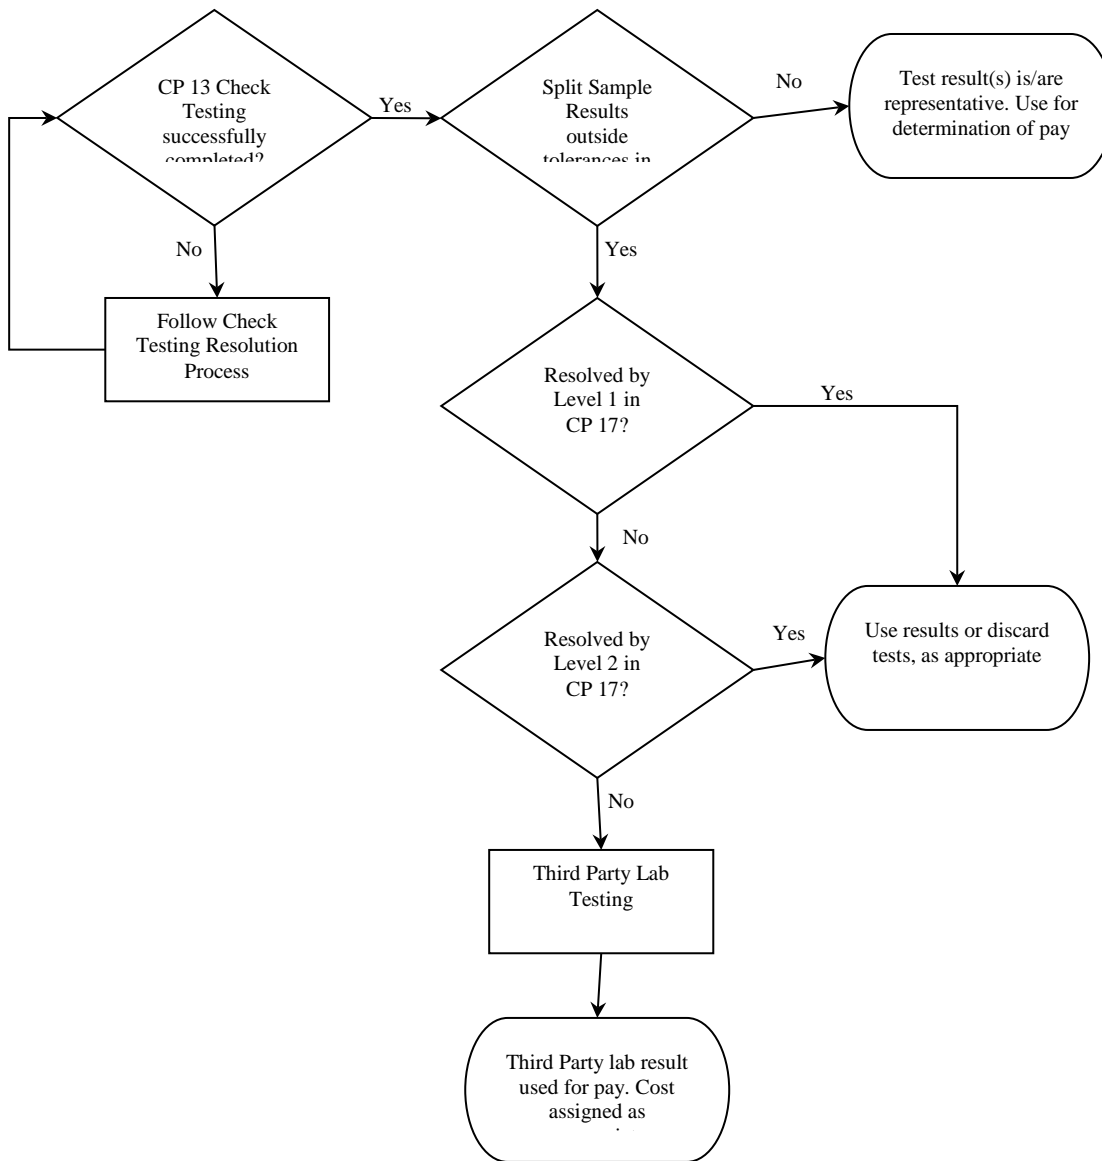 CP 13 Check
Testing
successfully
completed?
Yes
Split Sample
Results
outside
tolerances in
No
Test result(s) is/are
representative. Use for
determination of pay
No
Yes
Follow Check
Testing Resolution
Process
Resolved by
Level 1 in
CP 17?
Yes
No
Resolved by
Level 2 in
CP 17?
Yes
Use results or discard
tests, as appropriate
No
Third Party Lab
Testing
Third Party lab result
used for pay. Cost
assigned as